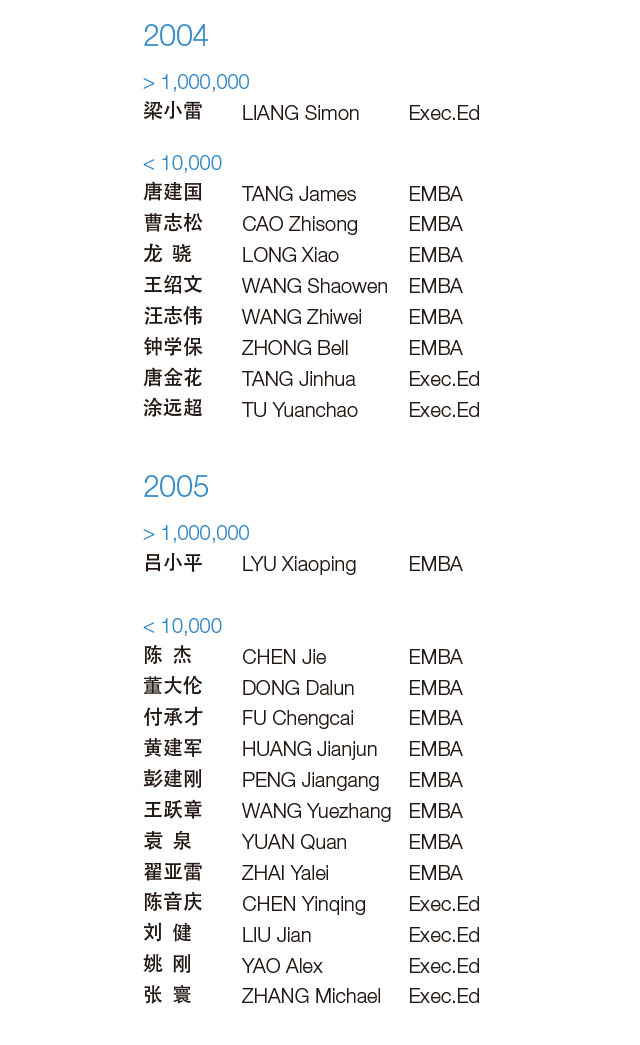 2004
> 1,000,000
梁小雷 LIANG Simon Exec.Ed
< 10,000
唐建国 TANG James EMBA
曹志松 CAO Zhisong EMBA
龙 骁 LONG Xiao EMBA
王绍文 WANG Shaowen EMBA
汪志伟 WANG Zhiwei EMBA
钟学保 ZHONG Bell EMBA
唐金花 TANG Jinhua Exec.Ed
涂远超 TU Yuanchao Exec.Ed
2005
> 1,000,000
吕小平 LYU Xiaoping EMBA
< 10,000
陈 杰 CHEN Jie EMBA
董大伦 DONG Dalun EMBA
付承才 FU Chengcai EMBA
黄建军 HUANG Jianjun EMBA
彭建刚 PENG Jiangang EMBA
王跃章 WANG Yuezhang EMBA
袁 泉 YUAN Quan EMBA
翟亚雷 ZHAI Yalei EMBA
陈音庆 CHEN Yinqing Exec.Ed
刘 健 LIU Jian Exec.Ed
姚 刚 YAO Alex Exec.Ed
张 寰 ZHANG Michael Exec.Ed